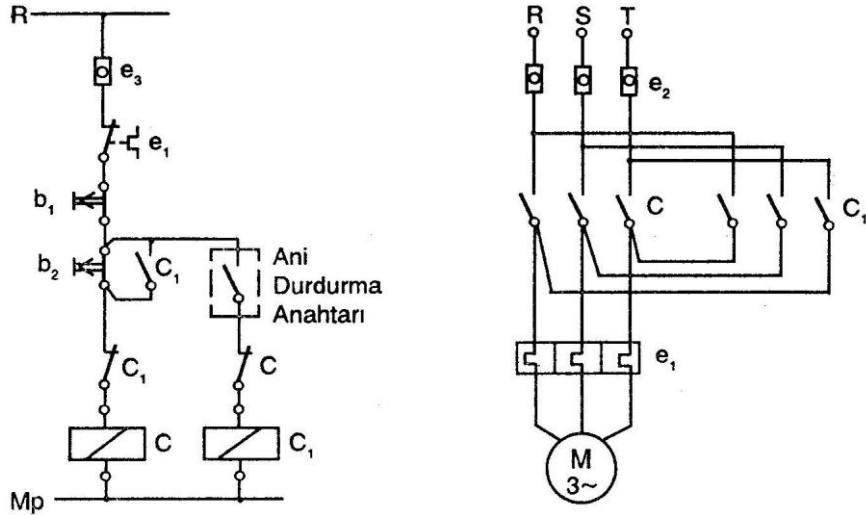 R
e₃
e₁
b₁
b₂
C₁
Ani
Durdurma
Anahtarı
C₁
C
C
C₁
Mp
R S T
e₂
C
C₁
e₁
M
3~